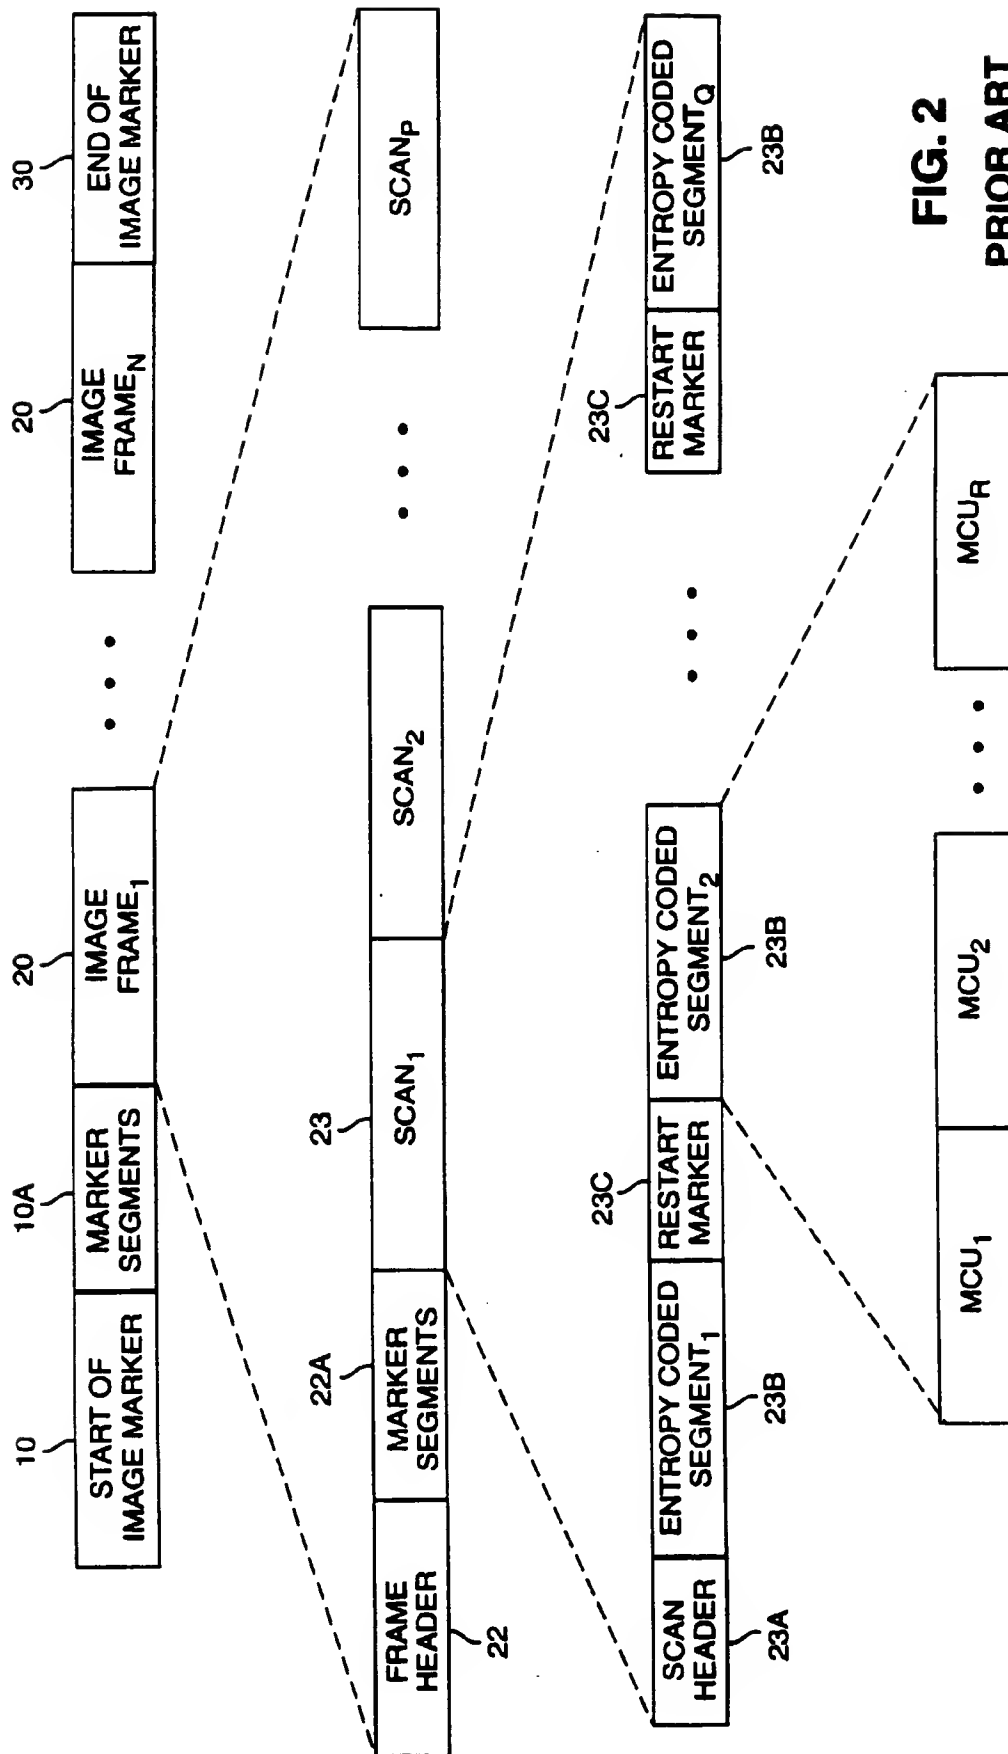 10
10A
20
20
30
START OF
IMAGE MARKER
MARKER
SEGMENTS
IMAGE
FRAME1
• • •
IMAGE
FRAMEN
END OF
IMAGE MARKER
22A
23
FRAME
HEADER
MARKER
SEGMENTS
SCAN1
SCAN2
• • •
SCANP
22
23C
23C
SCAN
HEADER
ENTROPY CODED
SEGMENT1
RESTART
MARKER
ENTROPY CODED
SEGMENT2
• • •
RESTART
MARKER
ENTROPY CODED
SEGMENTQ
23A
23B
23B
23B
MCU1
MCU2
• • •
MCUR
FIG. 2
PRIOR ART